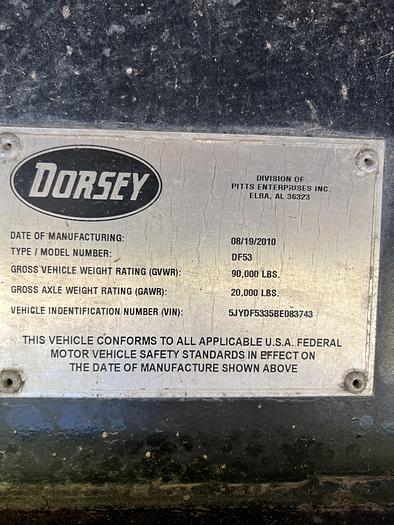 DORSEY
DIVISION OF
PITTS ENTERPRISES INC.
ELBA, AL 36323
DATE OF MANUFACTURING: 08/19/2010
TYPE / MODEL NUMBER: DF53
GROSS VEHICLE WEIGHT RATING (GVWR): 90,000 LBS.
GROSS AXLE WEIGHT RATING (GAWR): 20,000 LBS.
VEHICLE INDENTIFICATION NUMBER (VIN): 5JYDF5335BE083743
THIS VEHICLE CONFORMS TO ALL APPLICABLE U.S.A. FEDERAL
MOTOR VEHICLE SAFETY STANDARDS IN EFFECT ON
THE DATE OF MANUFACTURE SHOWN ABOVE